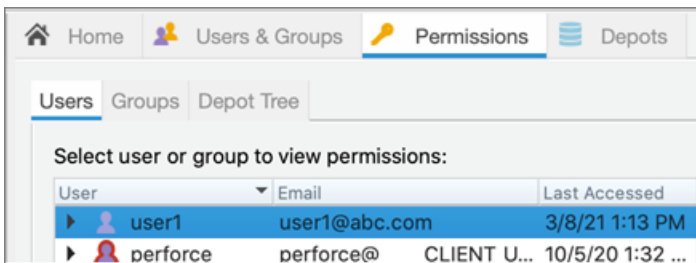 Home Users & Groups Permissions Depots
Users Groups Depot Tree
Select user or group to view permissions:
User Email Last Accessed
user1 user1@abc.com 3/8/21 1:13 PM
perforce perforce@ CLIENT U... 10/5/20 1:32 ...